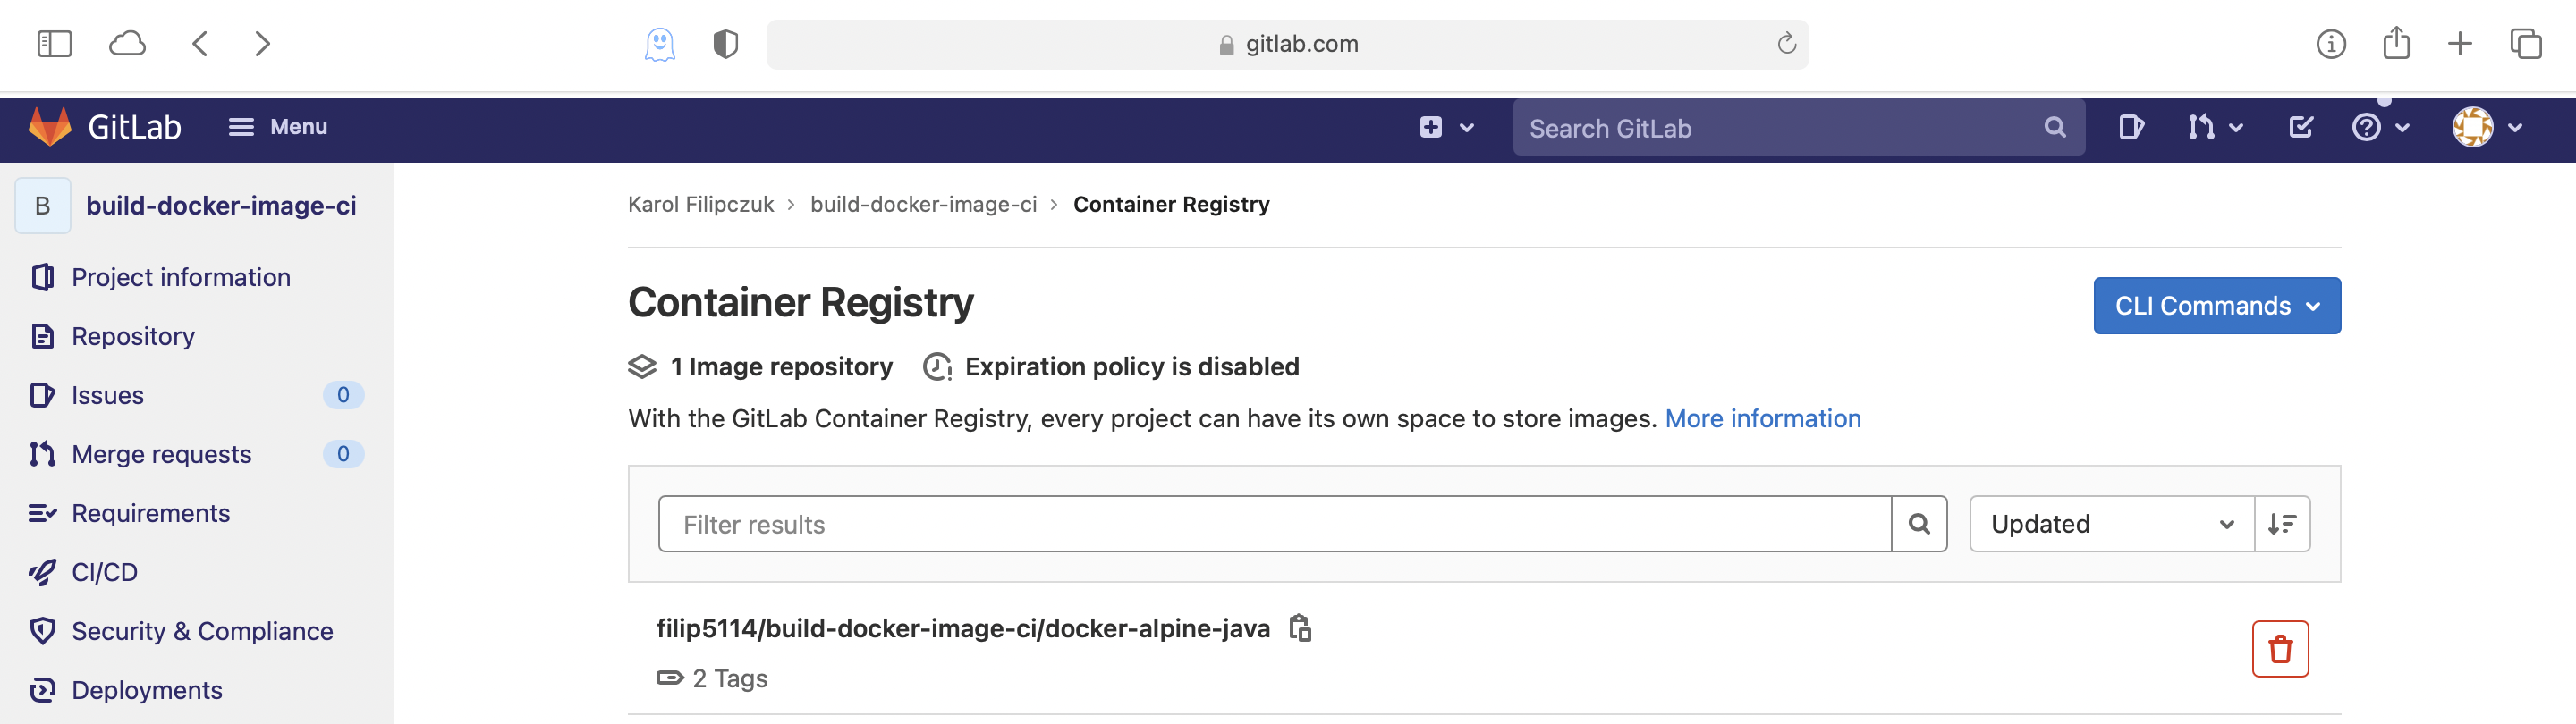 gitlab.com
GitLab Menu Search GitLab
B build-docker-image-ci
Project information
Repository
Issues 0
Merge requests 0
Requirements
CI/CD
Security & Compliance
Deployments
Karol Filipczuk > build-docker-image-ci > Container Registry
Container Registry
CLI Commands
1 Image repository Expiration policy is disabled
With the GitLab Container Registry, every project can have its own space to store images. More information
Filter results Updated
filip5114/build-docker-image-ci/docker-alpine-java
2 Tags